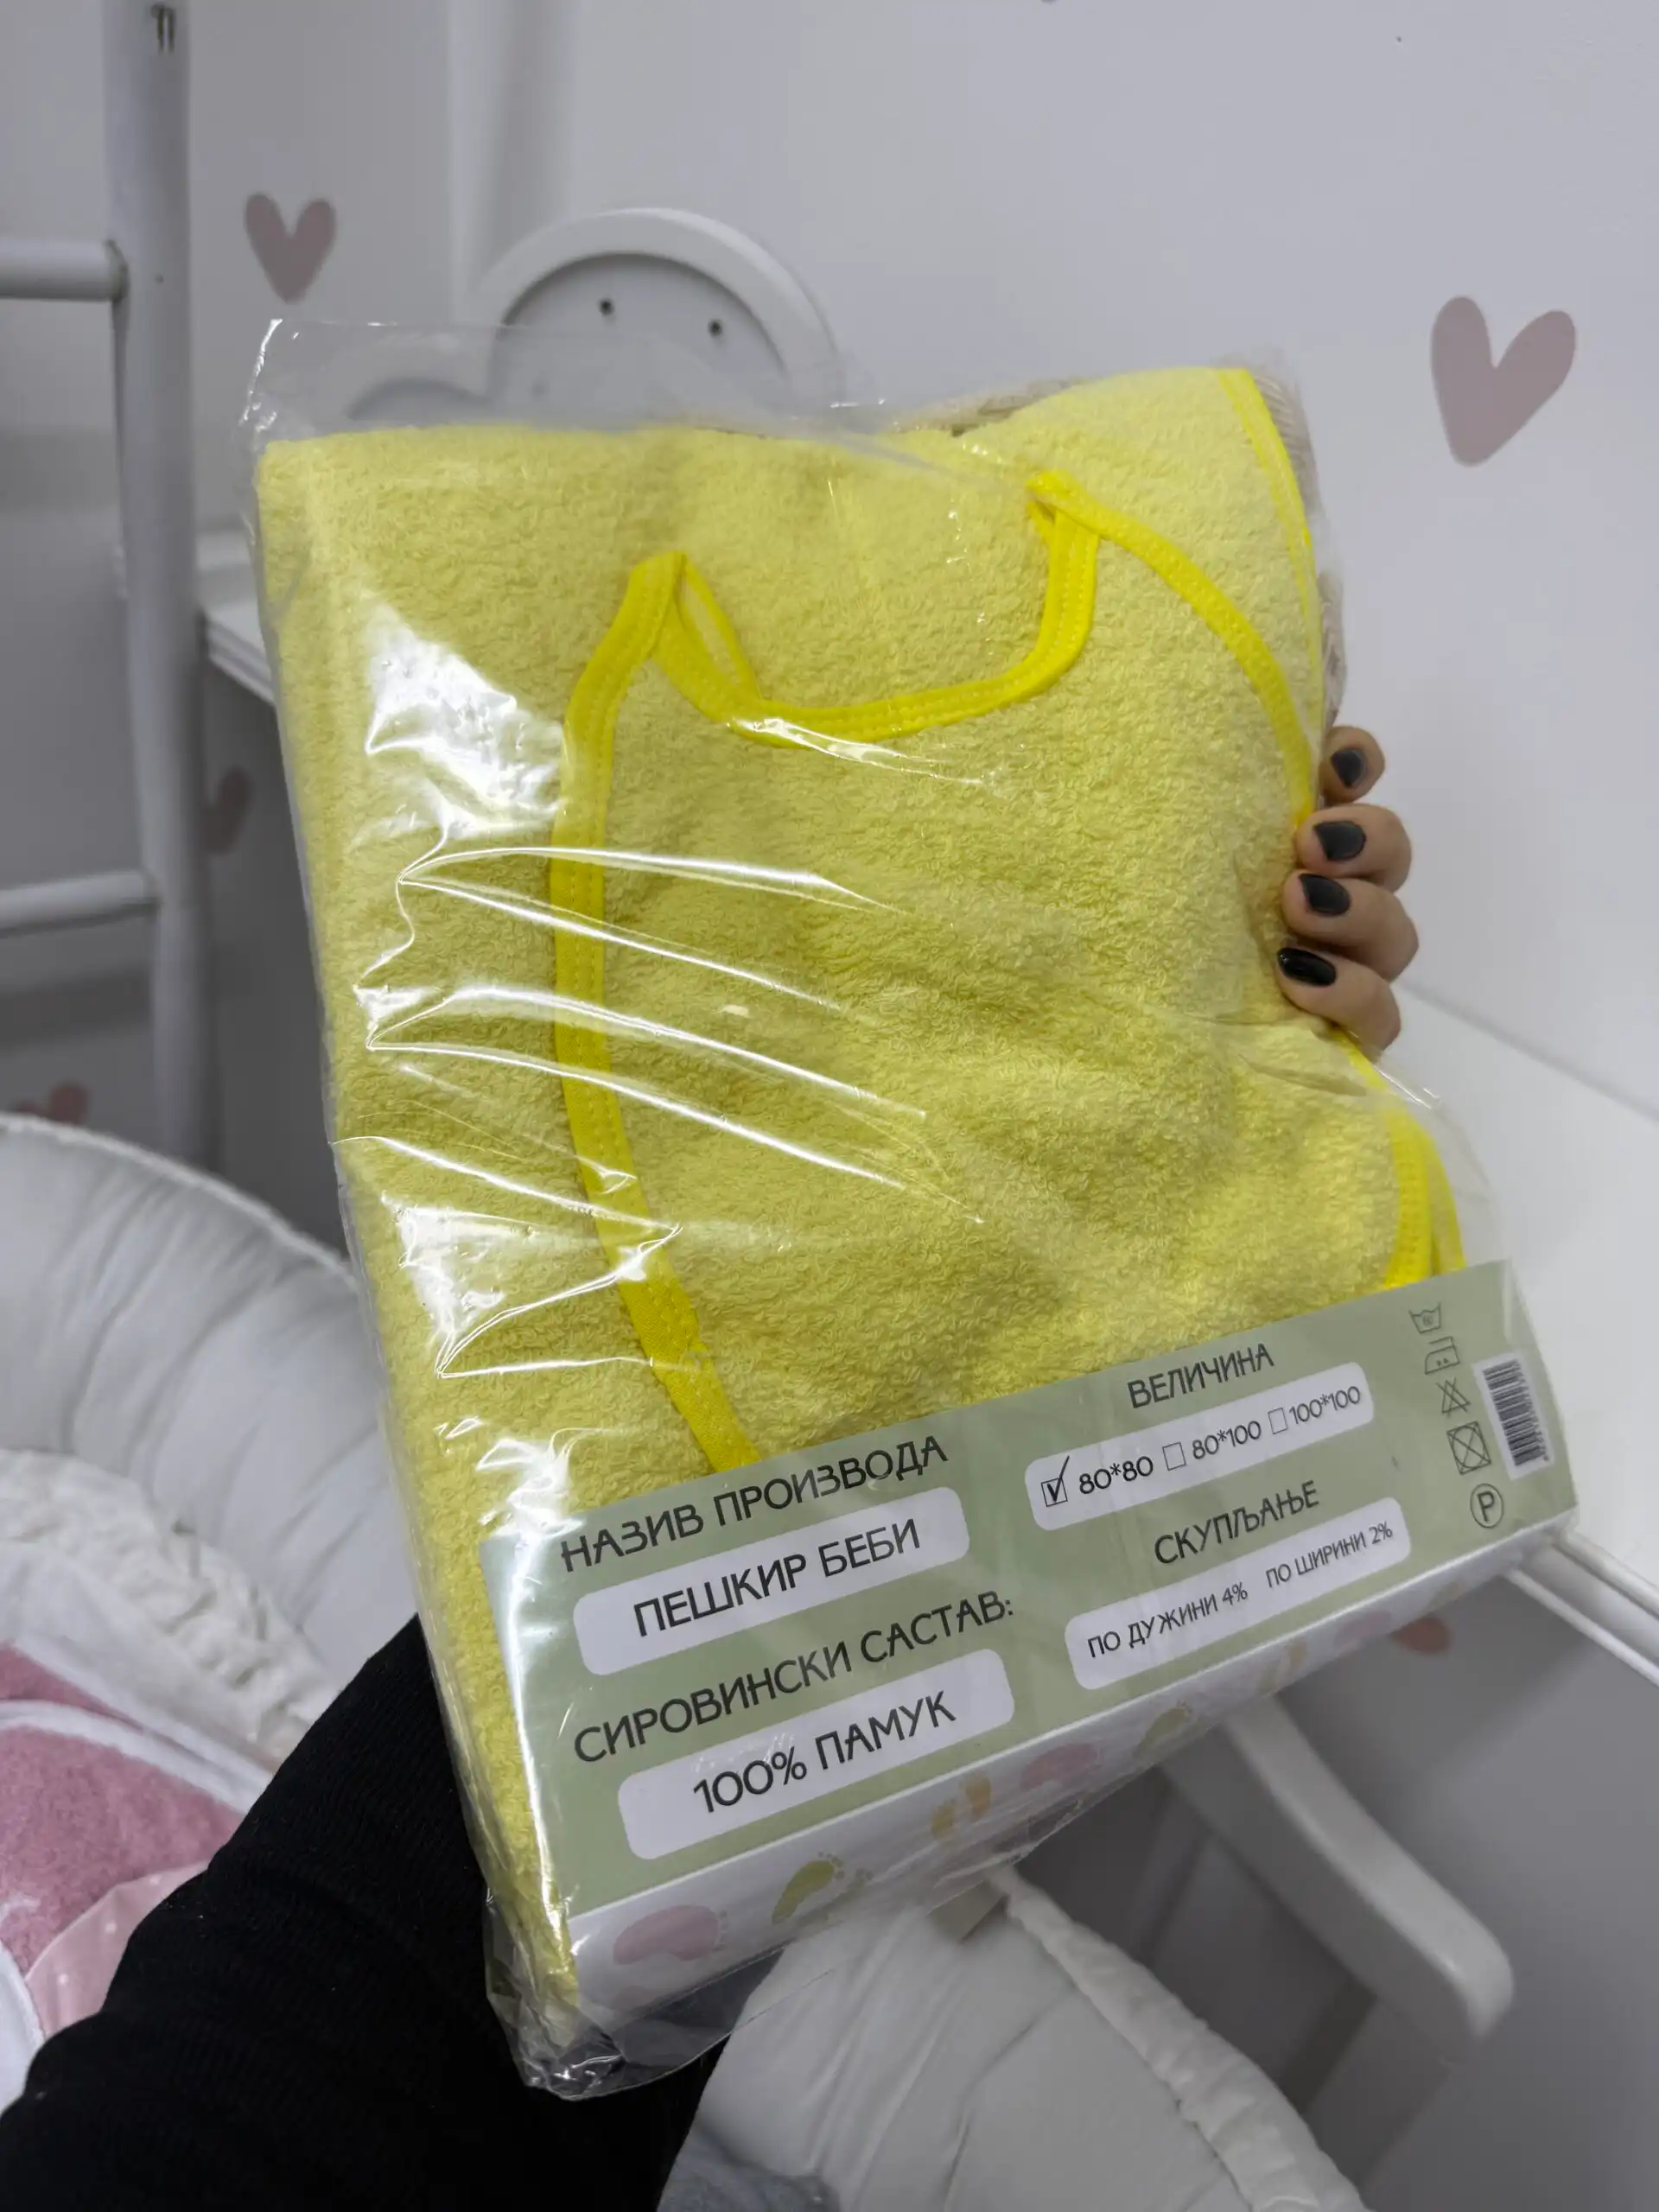 НАЗИВ ПРОИЗВОДА
ПЕШКИР БЕБИ
СИРОВИНСКИ САСТАВ:
100% ПАМУК
ВЕЛИЧИНА
80*80 80*100 100*100
СКУПЉАЊЕ
ПО ДУЖИНИ 4% ПО ШИРИНИ 2%
P